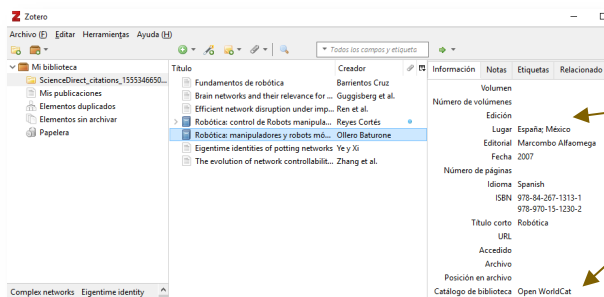 Zotero
Archivo (F) Editar Herramientas Ayuda (H)
Todos los campos y etiqueta
Mi biblioteca
ScienceDirect_citations_1555346650...
Mis publicaciones
Elementos duplicados
Elementos sin archivar
Papelera
Complex networks Eigentime identity
Título Creador
Fundamentos de robótica Barrientos Cruz
Brain networks and their relevance for ... Guggisberg et al.
Efficient network disruption under imp... Ren et al.
Robótica: control de Robots manipula... Reyes Cortés
Robótica: manipuladores y robots mó... Ollero Baturone
Eigentime identities of potting networks Ye y Xi
The evolution of network controllabilit... Zhang et al.
Información Notas Etiquetas Relacionado
Volumen
Número de volúmenes
Edición
Lugar España; México
Editorial Marcombo Alfaomega
Fecha 2007
Número de páginas
Idioma Spanish
ISBN 978-84-267-1313-1
978-970-15-1230-2
Título corto Robótica
URL
Accedido
Archivo
Posición en archivo
Catálogo de biblioteca Open WorldCat